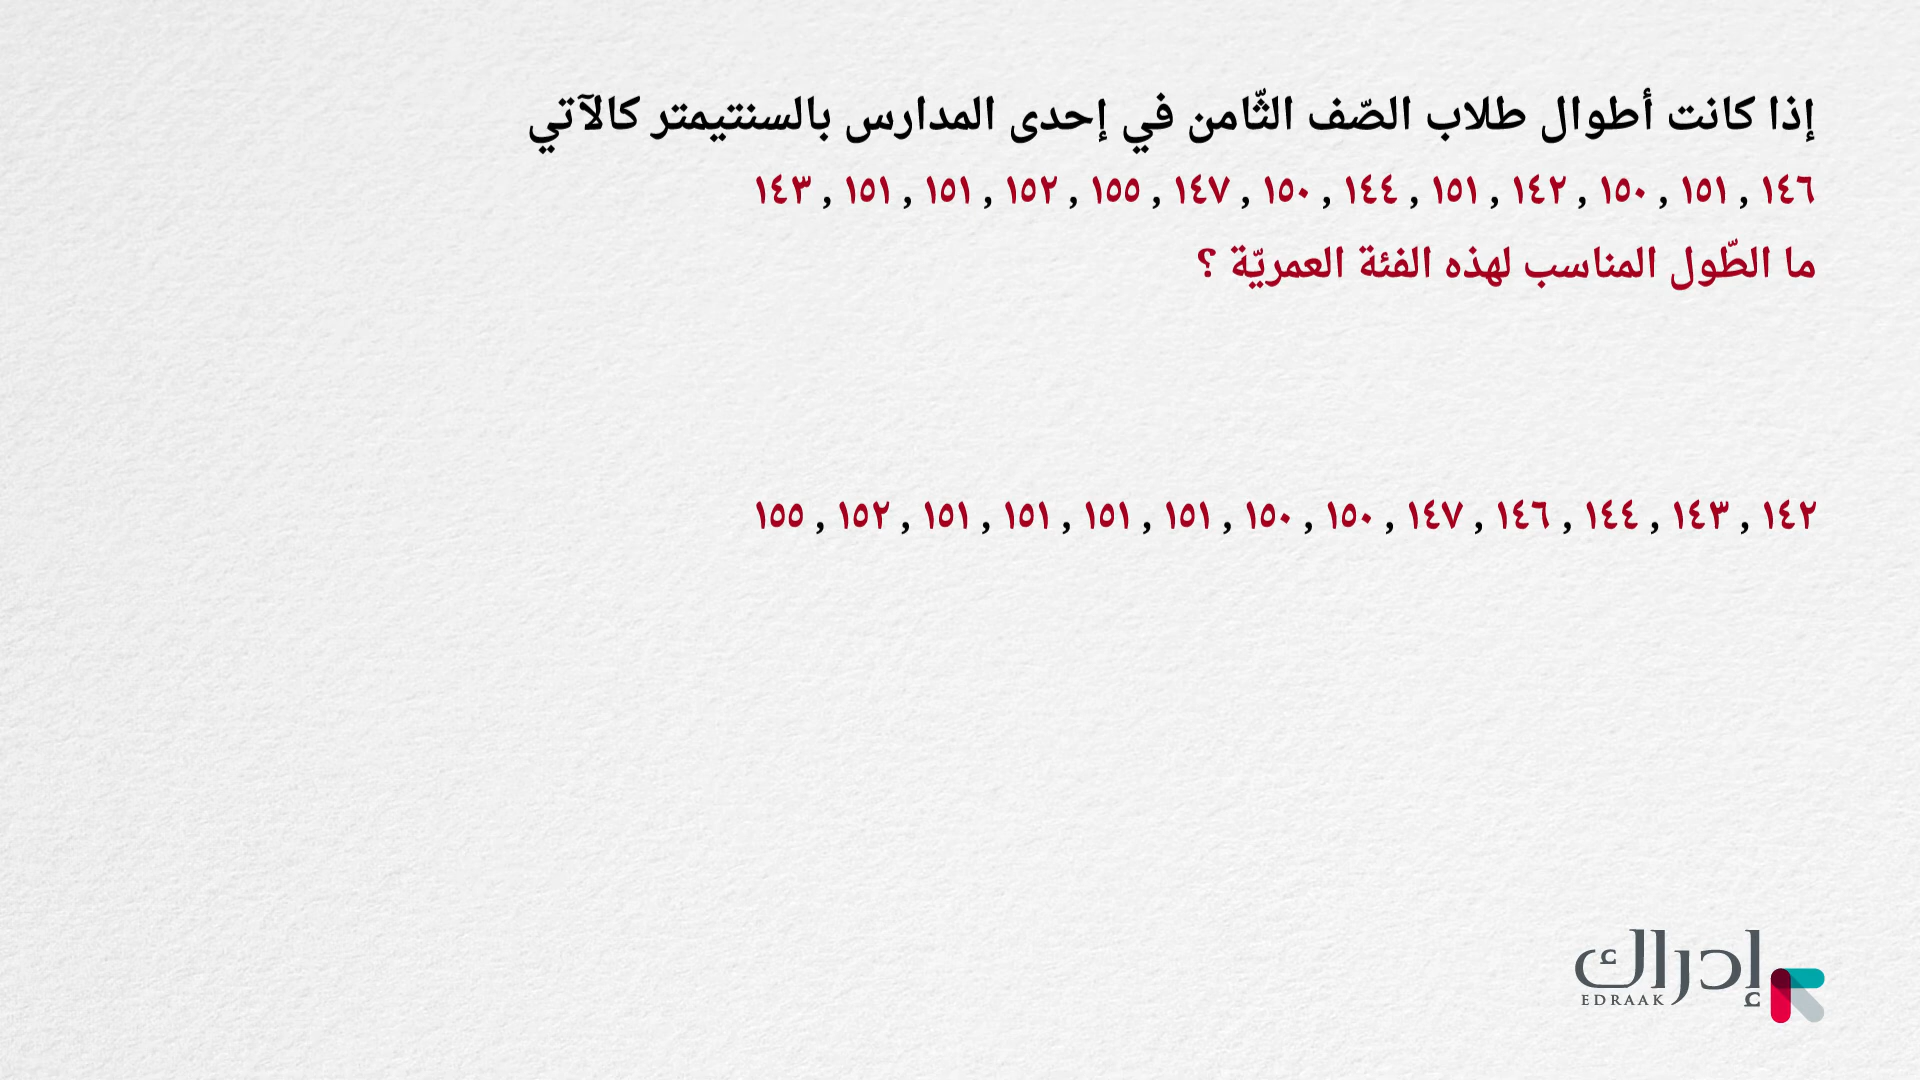 إذا كانت أطوال طلاب الصّف الثّامن في إحدى المدارس بالسنتيمتر كالآتي
١٤٦ , ١٥١ , ١٥٠ , ١٤٢ , ١٥١ , ١٤٤ , ١٥٠ , ١٤٧ , ١٥٥ , ١٥٢ , ١٥١ , ١٥١ , ١٤٣
ما الطّول المناسب لهذه الفئة العمريّة ؟
١٤٢ , ١٤٣ , ١٤٤ , ١٤٦ , ١٤٧ , ١٥٠ , ١٥٠ , ١٥١ , ١٥١ , ١٥١ , ١٥١ , ١٥٢ , ١٥٥
إدراك
EDRAAK